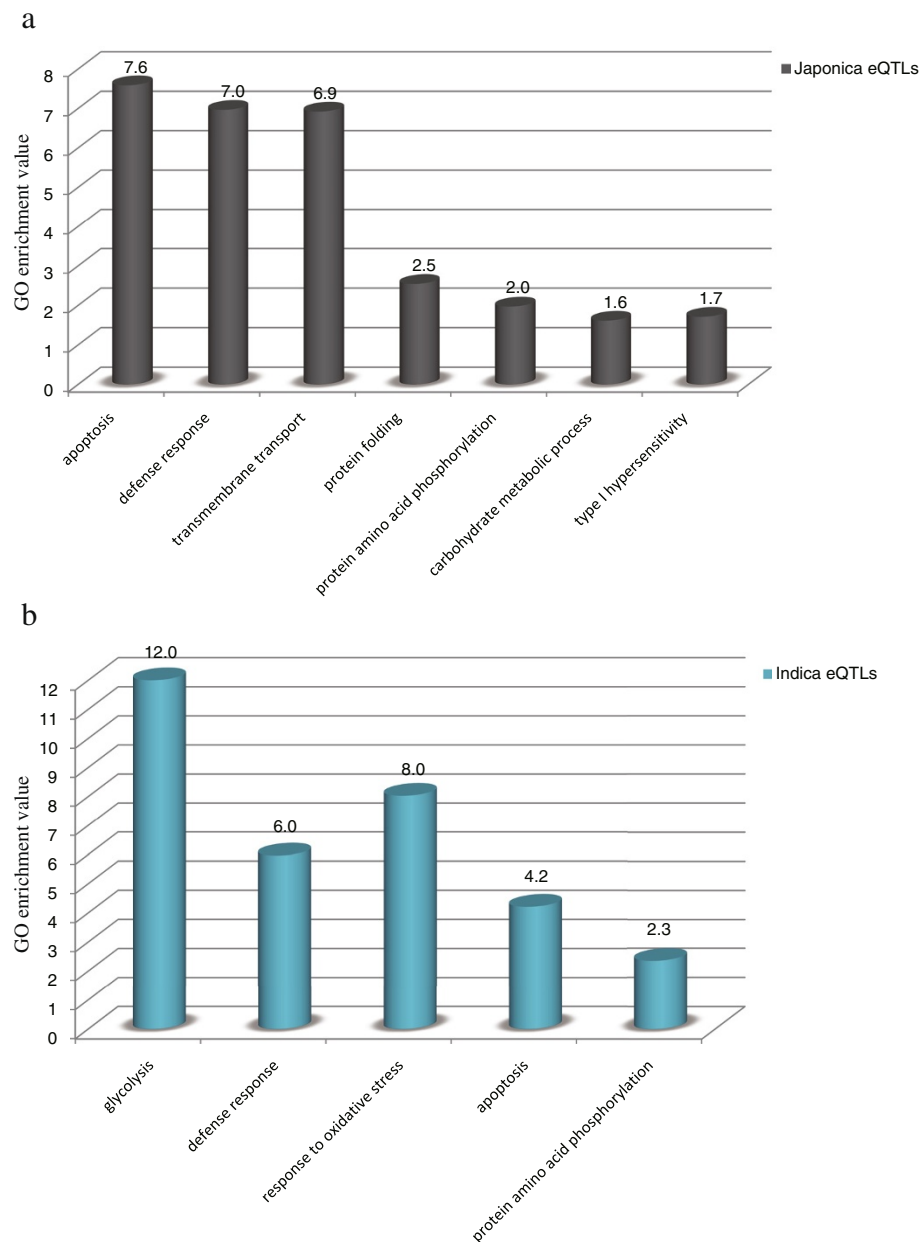 a
Japonica eQTLs
GO enrichment value
8
7
6
5
4
3
2
1
0
7.6
7.0
6.9
2.5
2.0
1.6
1.7
apoptosis
defense response
transmembrane transport
protein folding
protein amino acid phosphorylation
carbohydrate metabolic process
type I hypersensitivity
b
Indica eQTLs
GO enrichment value
12
11
10
9
8
7
6
5
4
3
2
1
0
12.0
6.0
8.0
4.2
2.3
glycolysis
defense response
response to oxidative stress
apoptosis
protein amino acid phosphorylation